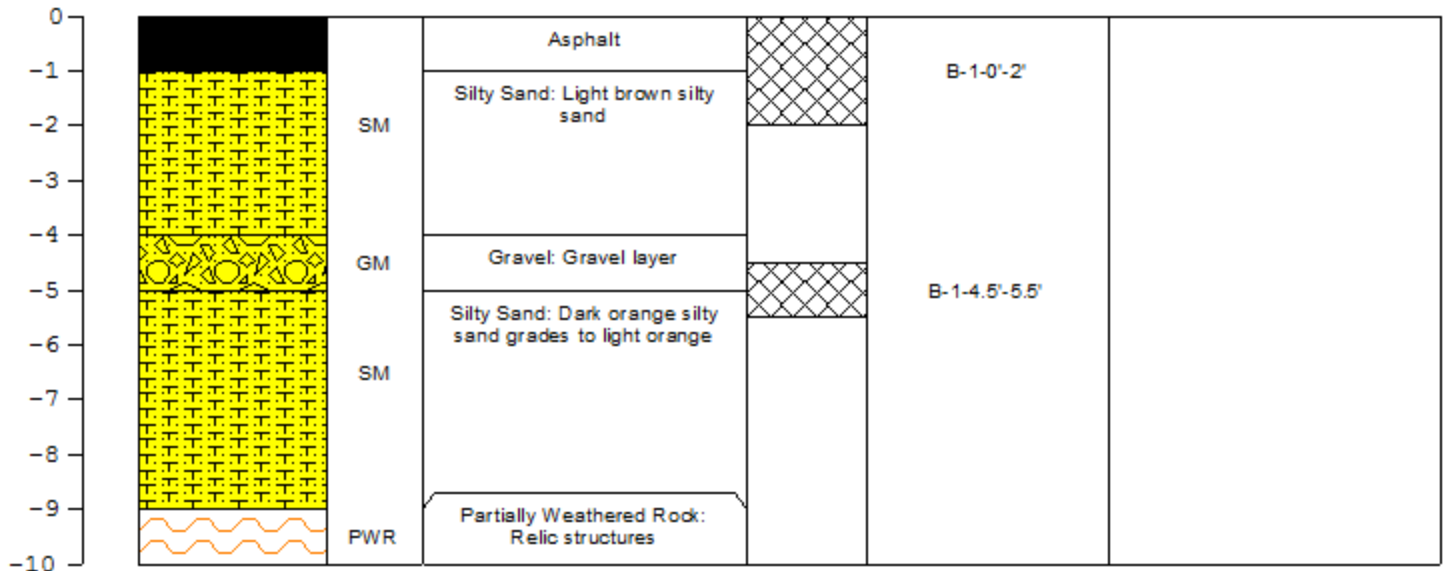 0
Asphalt
-1
B-1-0'-2'
Silty Sand: Light brown silty
sand
-2
SM
-3
-4
Gravel: Gravel layer
GM
-5
B-1-4.5'-5.5'
Silty Sand: Dark orange silty
sand grades to light orange
-6
SM
-7
-8
-9
Partially Weathered Rock:
Relic structures
PWR
-10